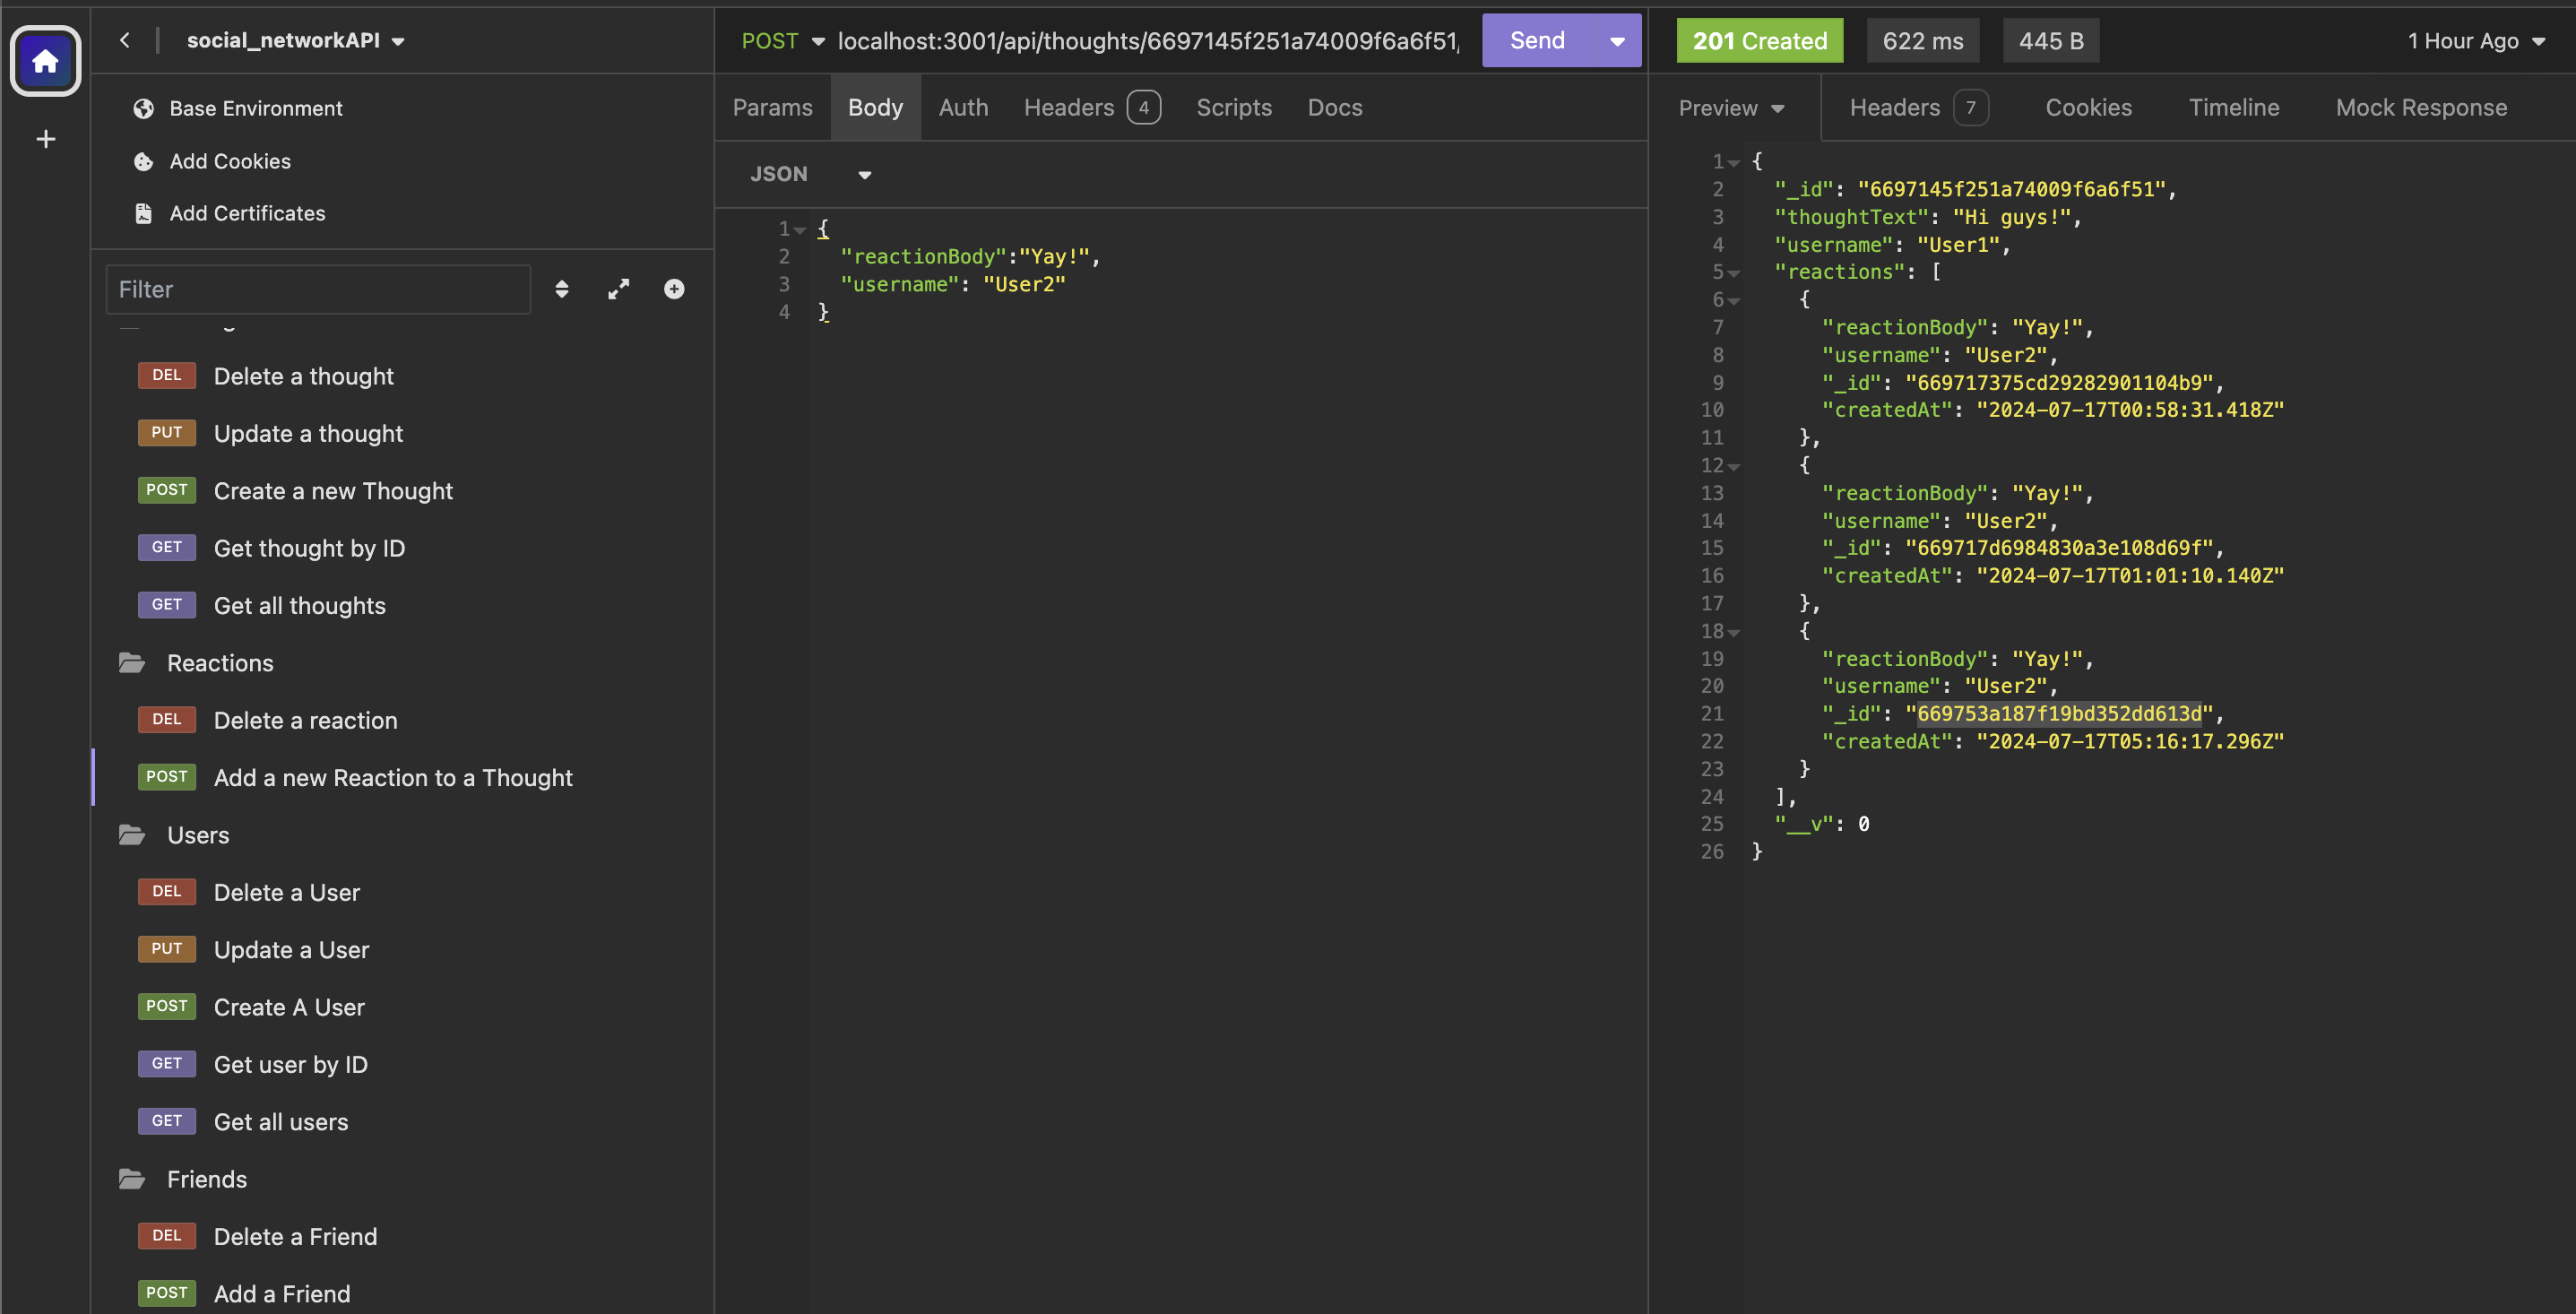 social_networkAPI
Base Environment
Add Cookies
Add Certificates
Filter
DEL Delete a thought
PUT Update a thought
POST Create a new Thought
GET Get thought by ID
GET Get all thoughts
Reactions
DEL Delete a reaction
POST Add a new Reaction to a Thought
Users
DEL Delete a User
PUT Update a User
POST Create A User
GET Get user by ID
GET Get all users
Friends
DEL Delete a Friend
POST Add a Friend
POST localhost:3001/api/thoughts/6697145f251a74009f6a6f51/ Send
Params Body Auth Headers 4 Scripts Docs
JSON
1 {
2 "reactionBody":"Yay!",
3 "username": "User2"
4 }
201 Created 622 ms 445 B 1 Hour Ago
Preview Headers 7 Cookies Timeline Mock Response
1 {
2 "_id": "6697145f251a74009f6a6f51",
3 "thoughtText": "Hi guys!",
4 "username": "User1",
5 "reactions": [
6 {
7 "reactionBody": "Yay!",
8 "username": "User2",
9 "_id": "669717375cd29282901104b9",
10 "createdAt": "2024-07-17T00:58:31.418Z"
11 },
12 {
13 "reactionBody": "Yay!",
14 "username": "User2",
15 "_id": "669717d6984830a3e108d69f",
16 "createdAt": "2024-07-17T01:01:10.140Z"
17 },
18 {
19 "reactionBody": "Yay!",
20 "username": "User2",
21 "_id": "669753a187f19bd352dd613d",
22 "createdAt": "2024-07-17T05:16:17.296Z"
23 }
24 ],
25 "__v": 0
26 }